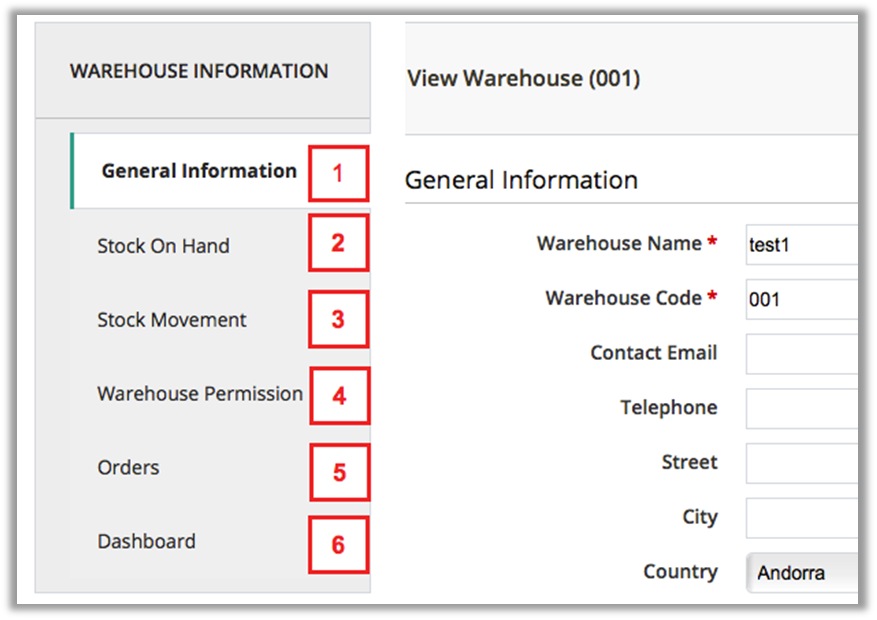 WAREHOUSE INFORMATION
General Information 1
Stock On Hand 2
Stock Movement 3
Warehouse Permission 4
Orders 5
Dashboard 6
View Warehouse (001)
General Information
Warehouse Name * test1
Warehouse Code * 001
Contact Email
Telephone
Street
City
Country Andorra